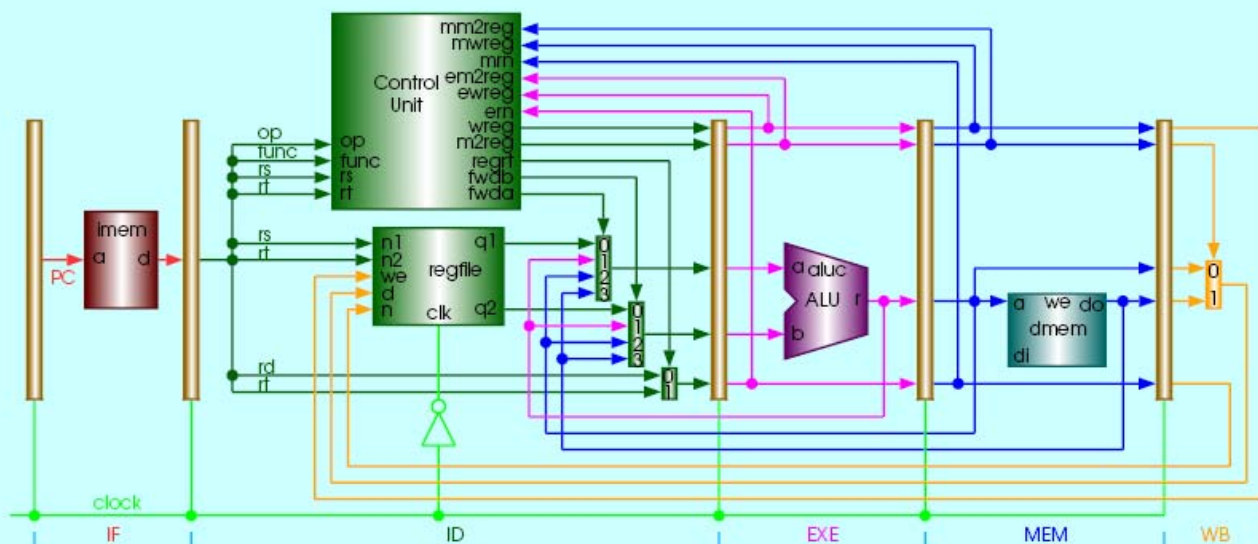 mm2reg
mwreg
mrn
em2reg
ewreg
ern
wreg
m2reg
regrt
fwdb
fwda
Control
Unit
op
func
rs
rt
op
func
rs
rt
imem
a d
PC
rs
rt
n1
n2
we
d
n
regfile
q1
q2
clk
0
1
2
3
0
1
2
3
rd
rt
0
1
a aluc
ALU r
b
a we do
dmem
di
0
1
clock
IF ID EXE MEM WB